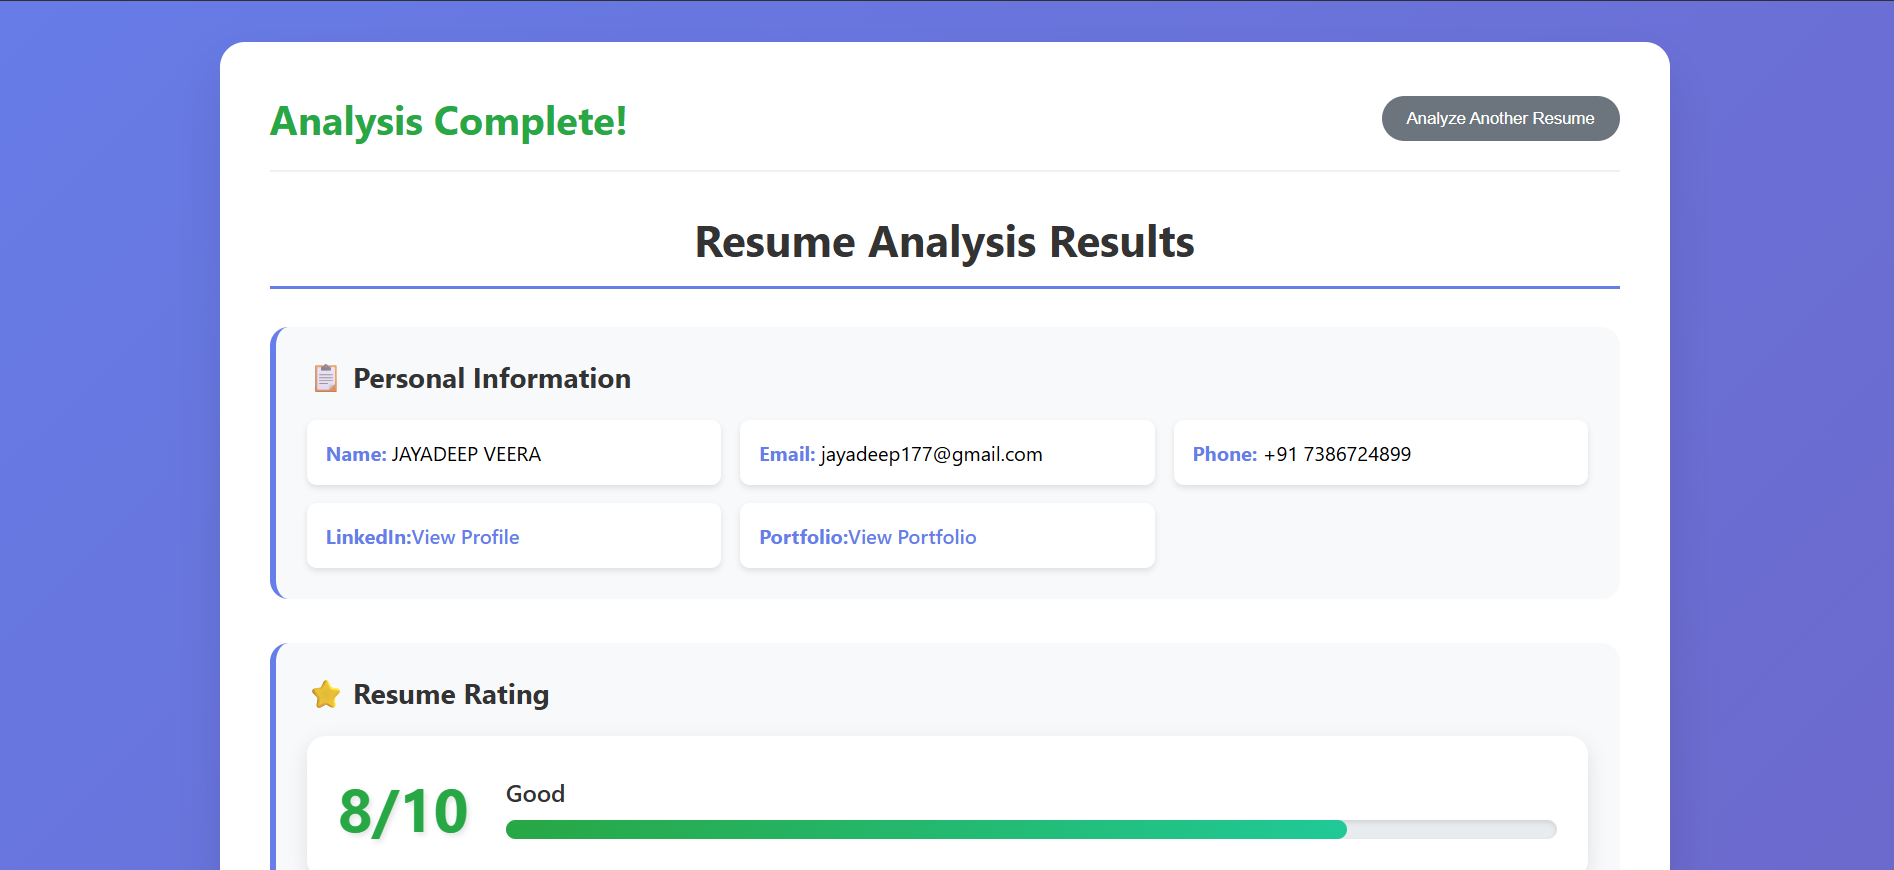 Analysis Complete!
Analyze Another Resume
Resume Analysis Results
Personal Information
Name: JAYADEEP VEERA
Email: jayadeep177@gmail.com
Phone: +91 7386724899
LinkedIn:View Profile
Portfolio:View Portfolio
Resume Rating
8/10
Good